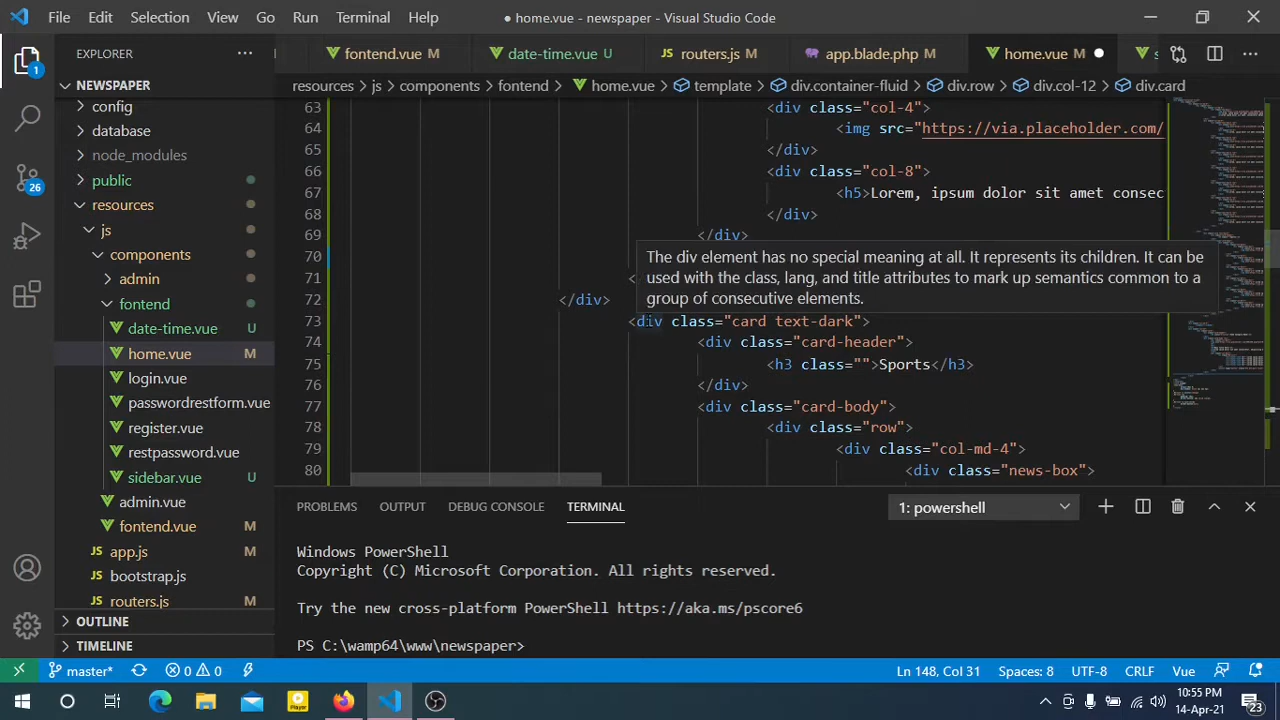 File Edit Selection View Go Run Terminal Help ● home.vue - newspaper - Visual Studio Code
EXPLORER
fontend.vue M date-time.vue U routers.js M app.blade.php M home.vue M
resources > js > components > fontend > home.vue > template > div.container-fluid > div.row > div.col-12 > div.card
NEWSPAPER
config
database
node_modules
public
resources
js
components
admin
fontend
date-time.vue U
home.vue M
login.vue
passwordrestform.vue
register.vue
restpassword.vue
sidebar.vue U
admin.vue
fontend.vue M
app.js M
bootstrap.js
routers.js M
OUTLINE
TIMELINE
1
26
63 <div class="col-4">
64 <img src="https://via.placeholder.com/
65 </div>
66 <div class="col-8">
67 <h5>Lorem, ipsum dolor sit amet consec
68 </div>
69 </div>
70
71 <
72 </div>
73 <div class="card text-dark">
74 <div class="card-header">
75 <h3 class="">Sports</h3>
76 </div>
77 <div class="card-body">
78 <div class="row">
79 <div class="col-md-4">
80 <div class="news-box">
The div element has no special meaning at all. It represents its children. It can be
used with the class, lang, and title attributes to mark up semantics common to a
group of consecutive elements.
PROBLEMS OUTPUT DEBUG CONSOLE TERMINAL 1: powershell
Windows PowerShell
Copyright (C) Microsoft Corporation. All rights reserved.
Try the new cross-platform PowerShell https://aka.ms/pscore6
PS C:\wamp64\www\newspaper>
master* 0 0 Ln 148, Col 31 Spaces: 8 UTF-8 CRLF Vue
Player
10:55 PM
14-Apr-21
23